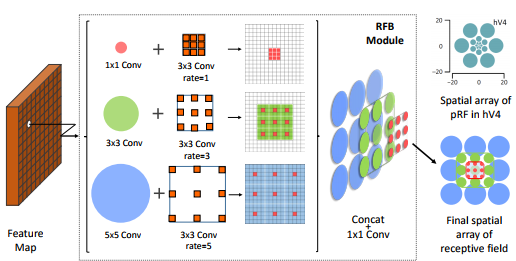 Feature
Map
1x1 Conv
+
3x3 Conv
rate=1
3x3 Conv
+
3x3 Conv
rate=3
5x5 Conv
+
3x3 Conv
rate=5
RFB
Module
Concat
+
1x1 Conv
hV4
20
0
-20
-20
0
20
Spatial array of
pRF in hV4
Final spatial
array of
receptive field